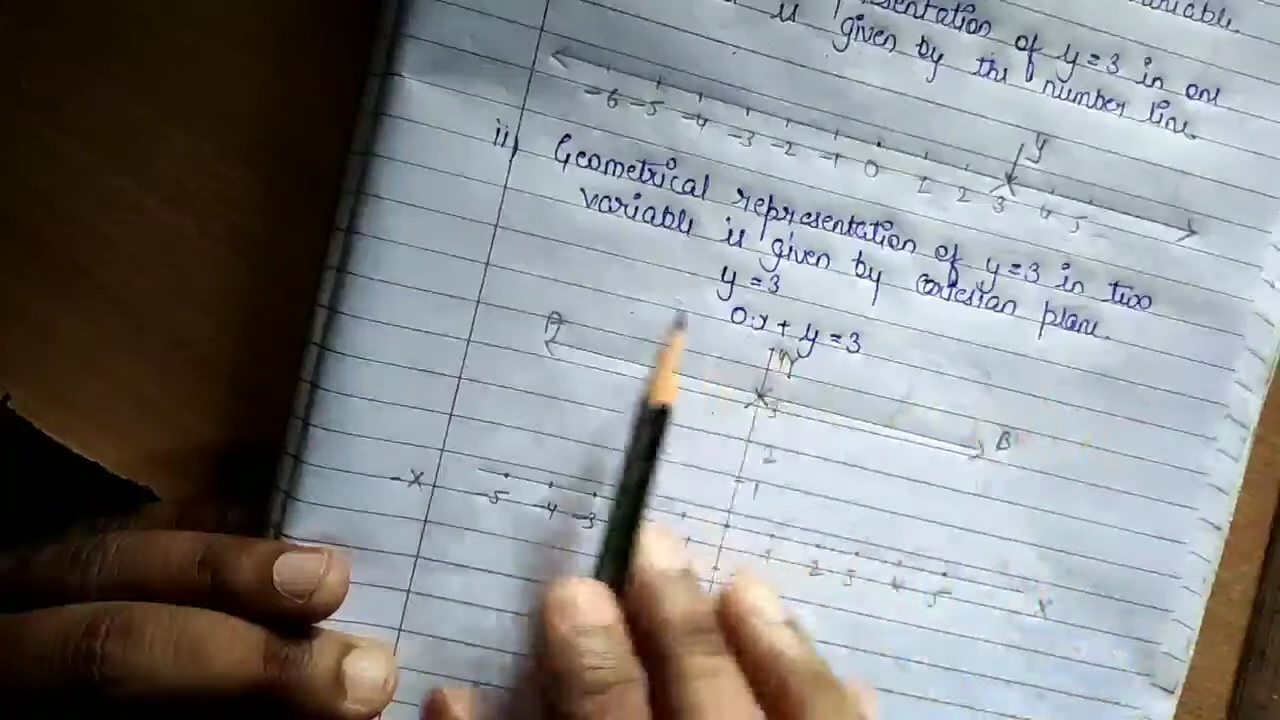 variable
sentation of y=3 in one
is given by the number line.
-6 -5 -4 -3 -2 -1 0 1 2 3 4 5
y
ii) Geometrical representation of y=3 in two
variable is given by cartesian plane.
y=3
0.x + y = 3
A
y
3
B
2
1
-X -5 -4 -3 2 3 4 5 X